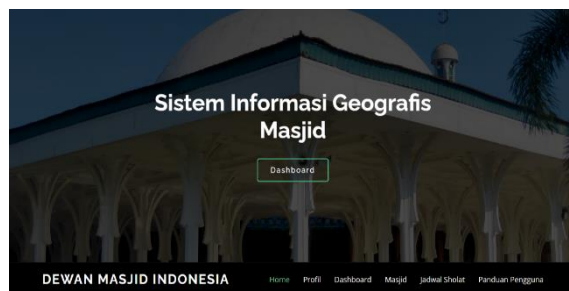 Sistem Informasi Geografis
Masjid
Dashboard
DEWAN MASJID INDONESIA Home Profil Dashboard Masjid Jadwal Sholat Panduan Pengguna